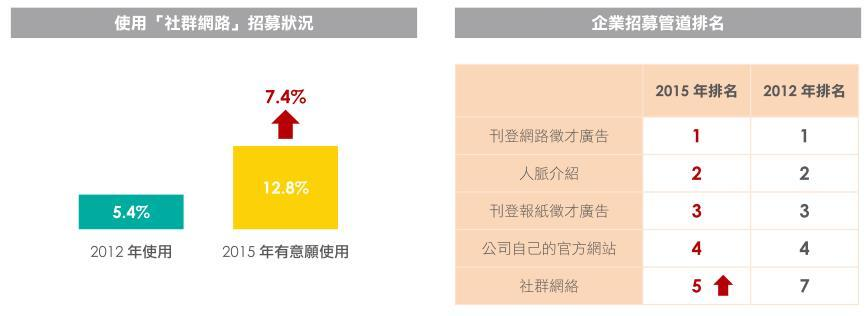 使用「社群網路」招募狀況
7.4%
12.8%
5.4%
2012 年使用
2015 年有意願使用
企業招募管道排名
2015 年排名 2012 年排名
刊登網路徵才廣告 1 1
人脈介紹 2 2
刊登報紙徵才廣告 3 3
公司自己的官方網站 4 4
社群網絡 5 7